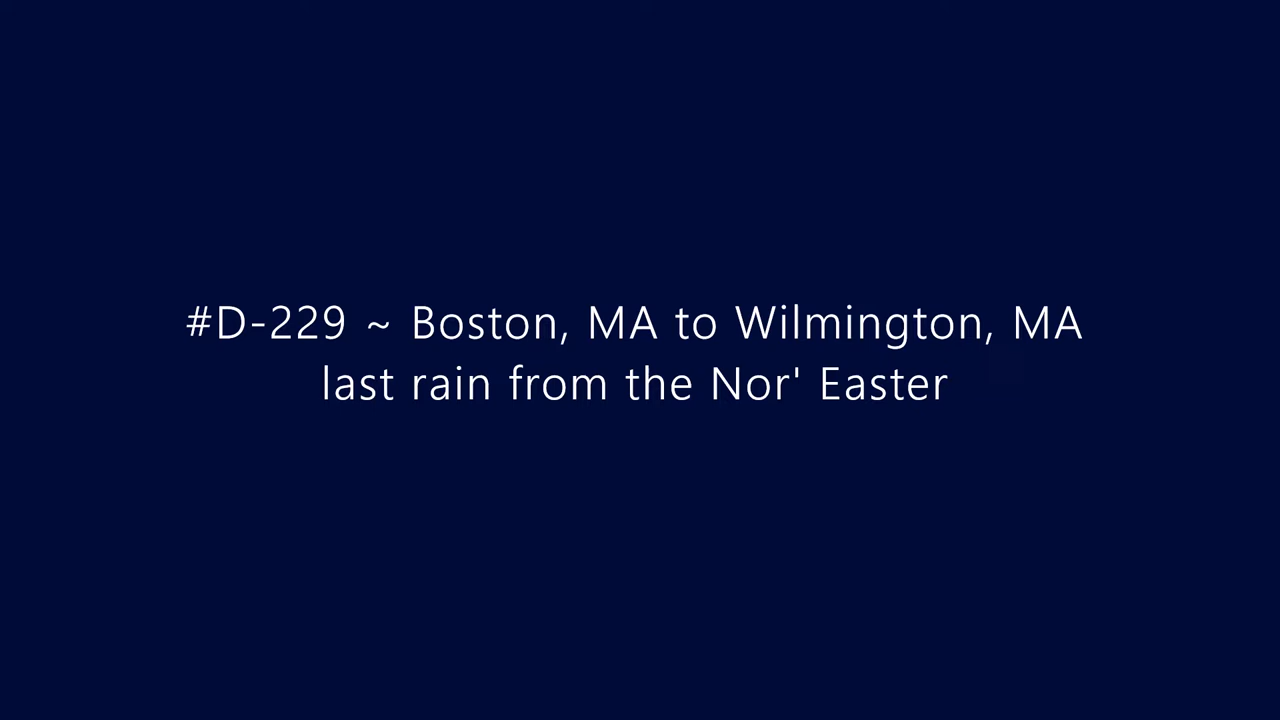 #D-229 ~ Boston, MA to Wilmington, MA
last rain from the Nor' Easter